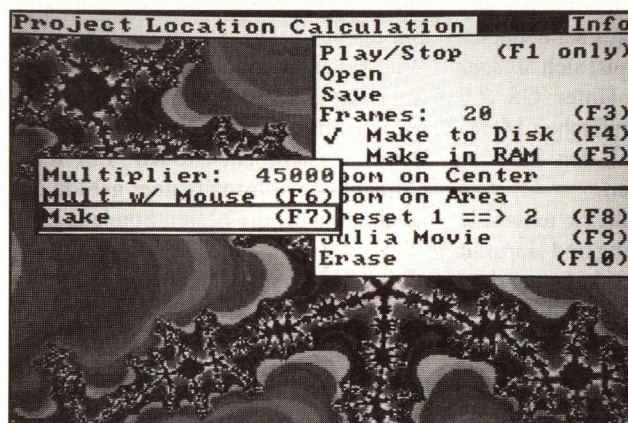 Project Location Calculation Info
Play/Stop (F1 only)
Open
Save
Frames: 20 (F3)
√ Make to Disk (F4)
Make in RAM (F5)
oom on Center
oom on Area
reset 1 ==> 2 (F8)
Julia Movie (F9)
Erase (F10)
Multiplier: 45000
Mult w/ Mouse (F6)
Make (F7)